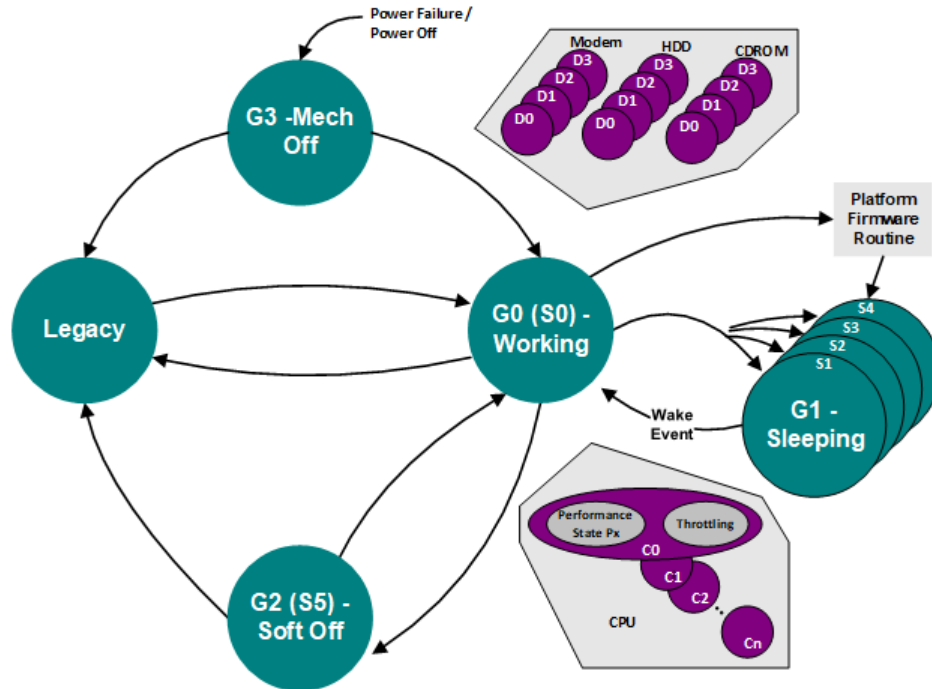 Power Failure /
Power Off
G3 -Mech
Off
Modem
HDD
CDROM
D3
D2
D1
D0
D3
D2
D1
D0
D3
D2
D1
D0
Platform
Firmware
Routine
Legacy
G0 (S0) -
Working
S4
S3
S2
S1
G1 -
Sleeping
Wake
Event
Performance
State Px
Throttling
C0
C1
C2
Cn
CPU
G2 (S5) -
Soft Off